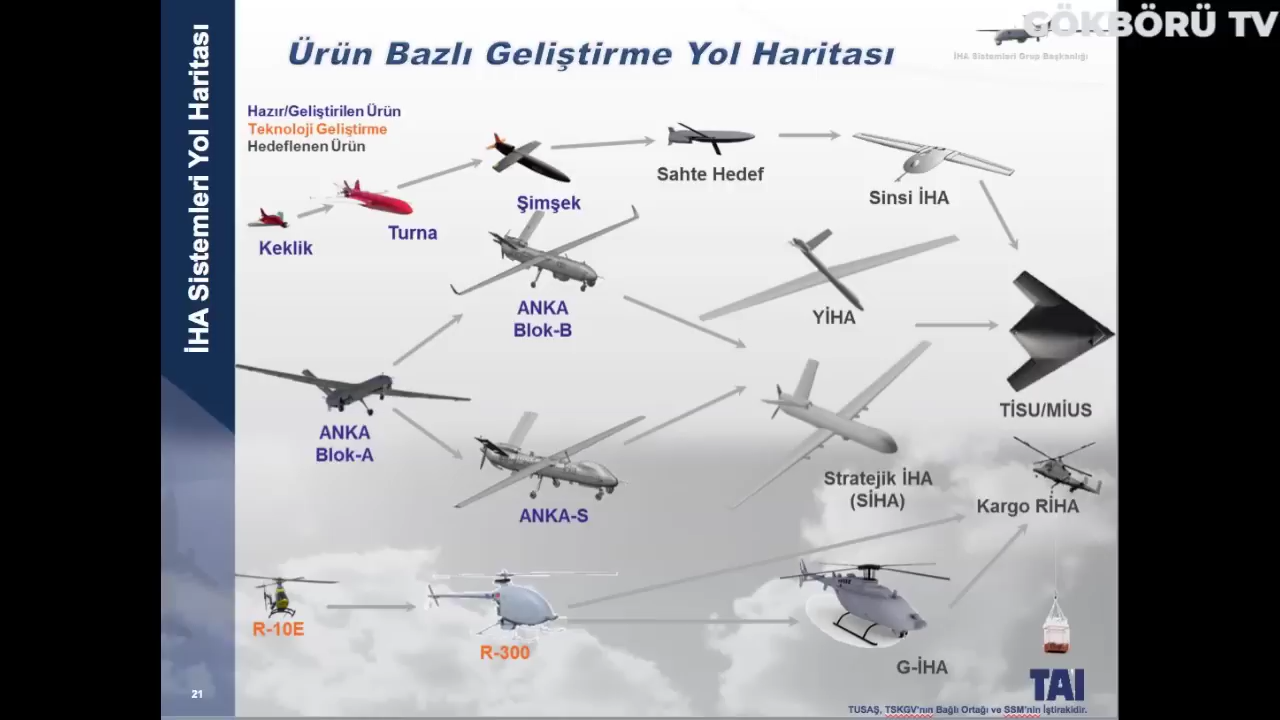 GÖKBÖRÜ TV
İHA Sistemleri Yol Haritası
Ürün Bazlı Geliştirme Yol Haritası
İHA Sistemleri Grup Başkanlığı
Hazır/Geliştirilen Ürün
Teknoloji Geliştirme
Hedeflenen Ürün
Keklik
Turna
Şimşek
Sahte Hedef
Sinsi İHA
ANKA
Blok-B
YİHA
TİSU/MİUS
ANKA
Blok-A
ANKA-S
Stratejik İHA
(SİHA)
Kargo RİHA
R-10E
R-300
G-İHA
TAI
21
TUSAŞ, TSKGV'nın Bağlı Ortağı ve SSM'nin İştirakidir.